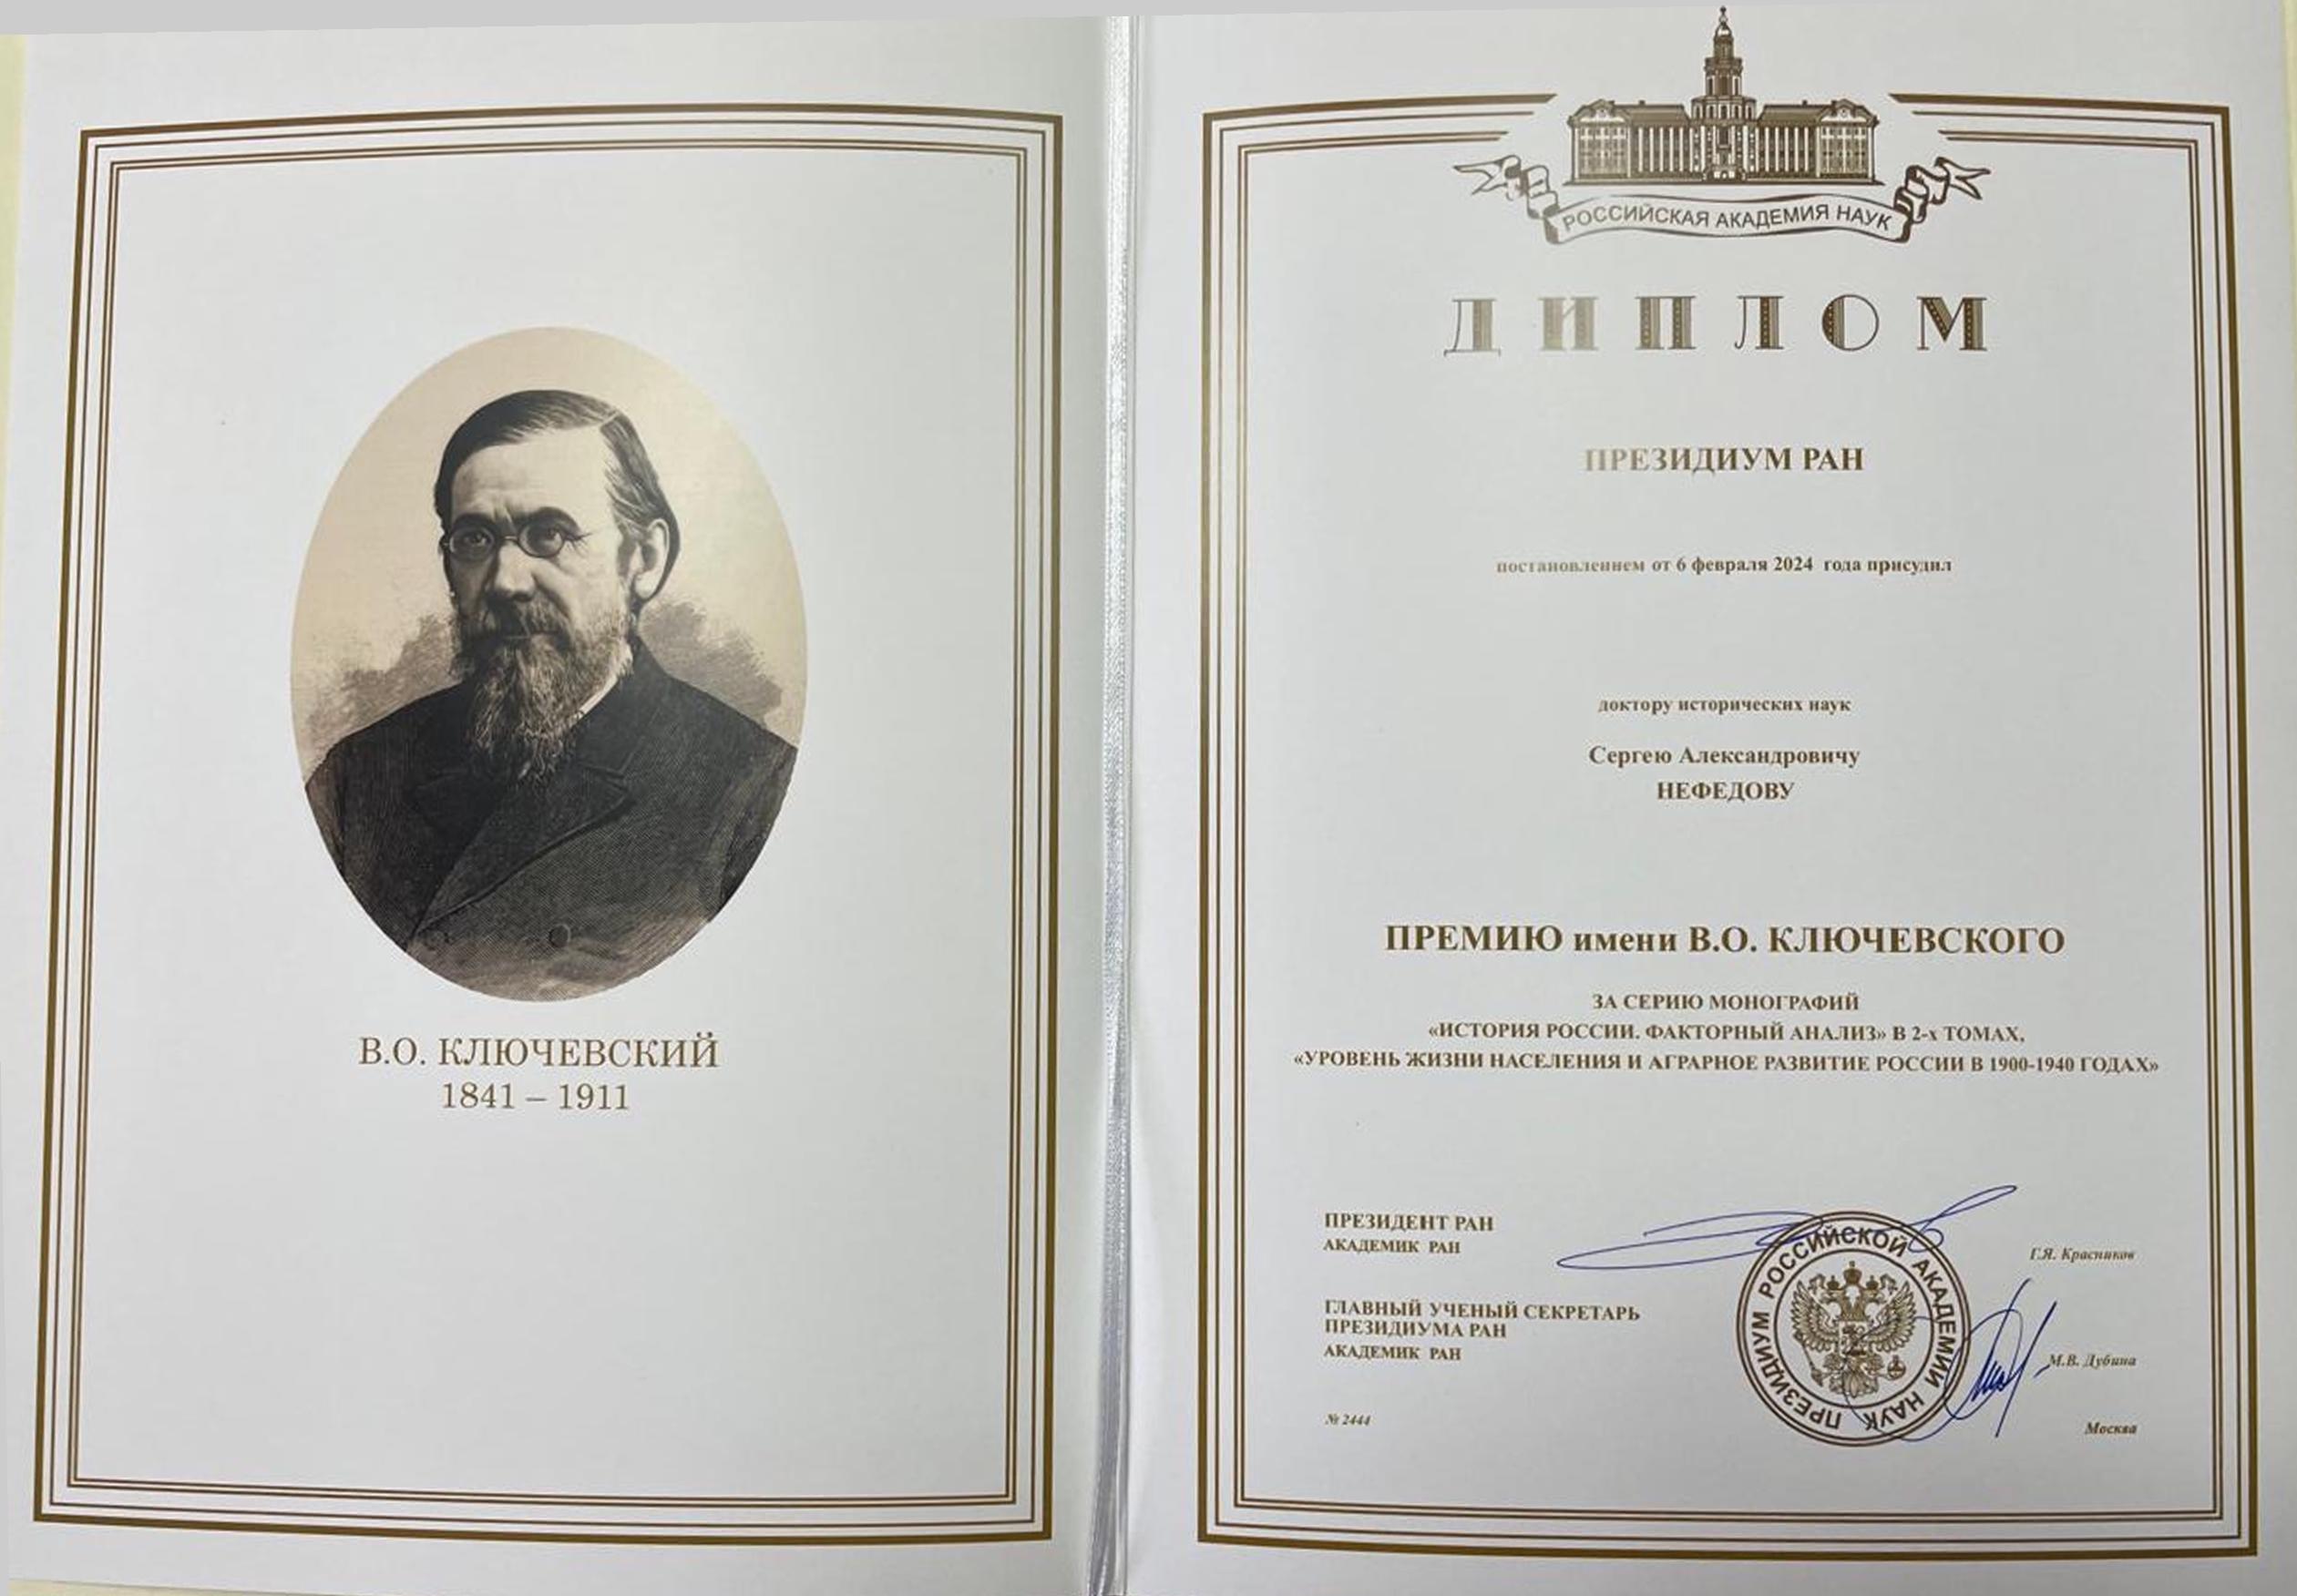 В.О. КЛЮЧЕВСКИЙ
1841 – 1911
РОССИЙСКАЯ АКАДЕМИЯ НАУК
ДИПЛОМ
ПРЕЗИДИУМ РАН
постановлением от 6 февраля 2024 года присудил
доктору исторических наук
Сергею Александровичу
НЕФЕДОВУ
ПРЕМИЮ имени В.О. КЛЮЧЕВСКОГО
ЗА СЕРИЮ МОНОГРАФИЙ
«ИСТОРИЯ РОССИИ. ФАКТОРНЫЙ АНАЛИЗ» В 2-х ТОМАХ,
«УРОВЕНЬ ЖИЗНИ НАСЕЛЕНИЯ И АГРАРНОЕ РАЗВИТИЕ РОССИИ В 1900-1940 ГОДАХ»
ПРЕЗИДЕНТ РАН
АКАДЕМИК РАН
Г.Я. Красников
ГЛАВНЫЙ УЧЕНЫЙ СЕКРЕТАРЬ
ПРЕЗИДИУМА РАН
АКАДЕМИК РАН
М.В. Дубина
ПРЕЗИДИУМ РОССИЙСКОЙ АКАДЕМИИ НАУК
№ 2444
Москва